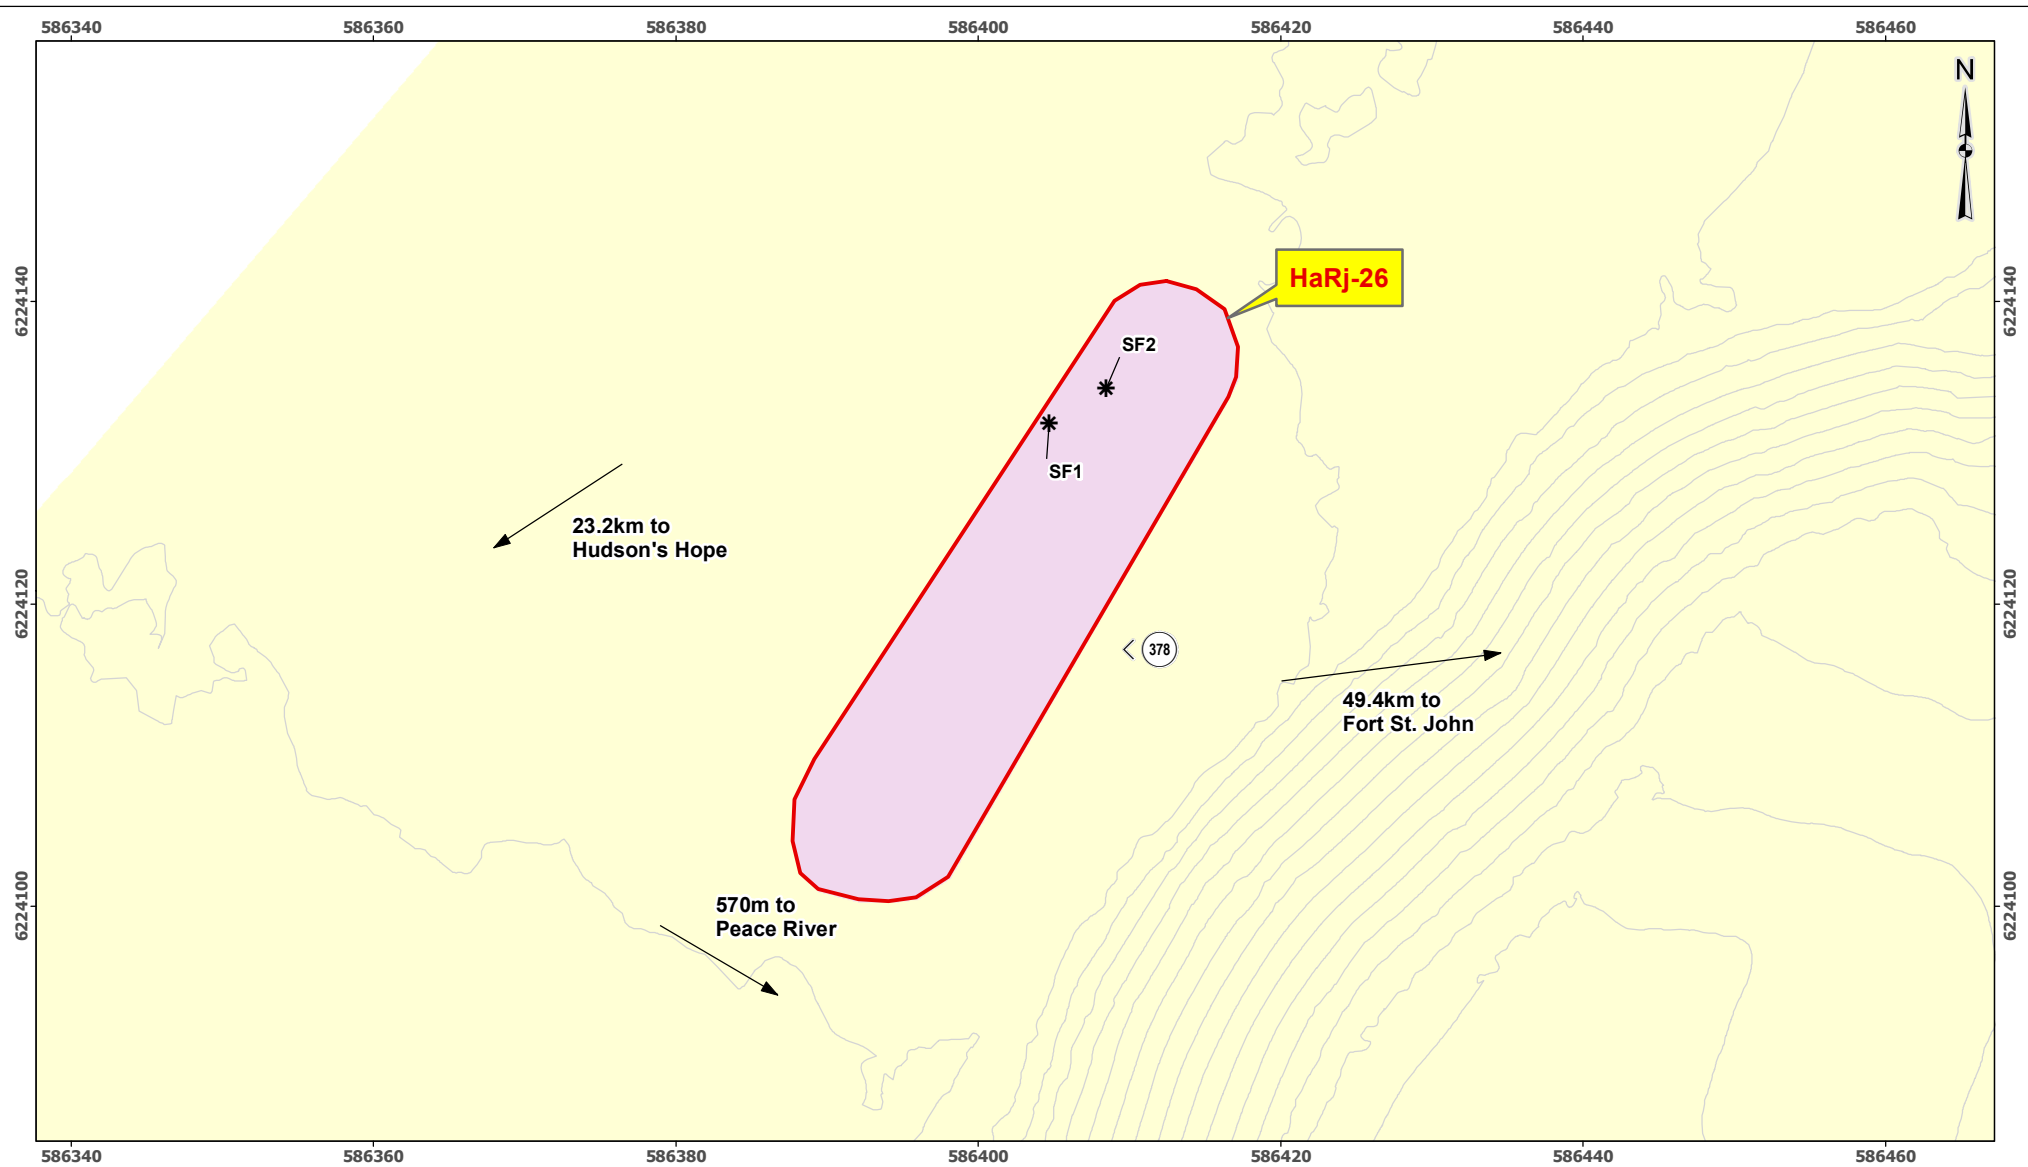 586340 586360 586380 586400 586420 586440 586460
N
6224140 6224140
HaRj-26
SF2
SF1
23.2km to
Hudson's Hope
6224120 6224120
378
49.4km to
Fort St. John
6224100 6224100
570m to
Peace River
586340 586360 586380 586400 586420 586440 586460